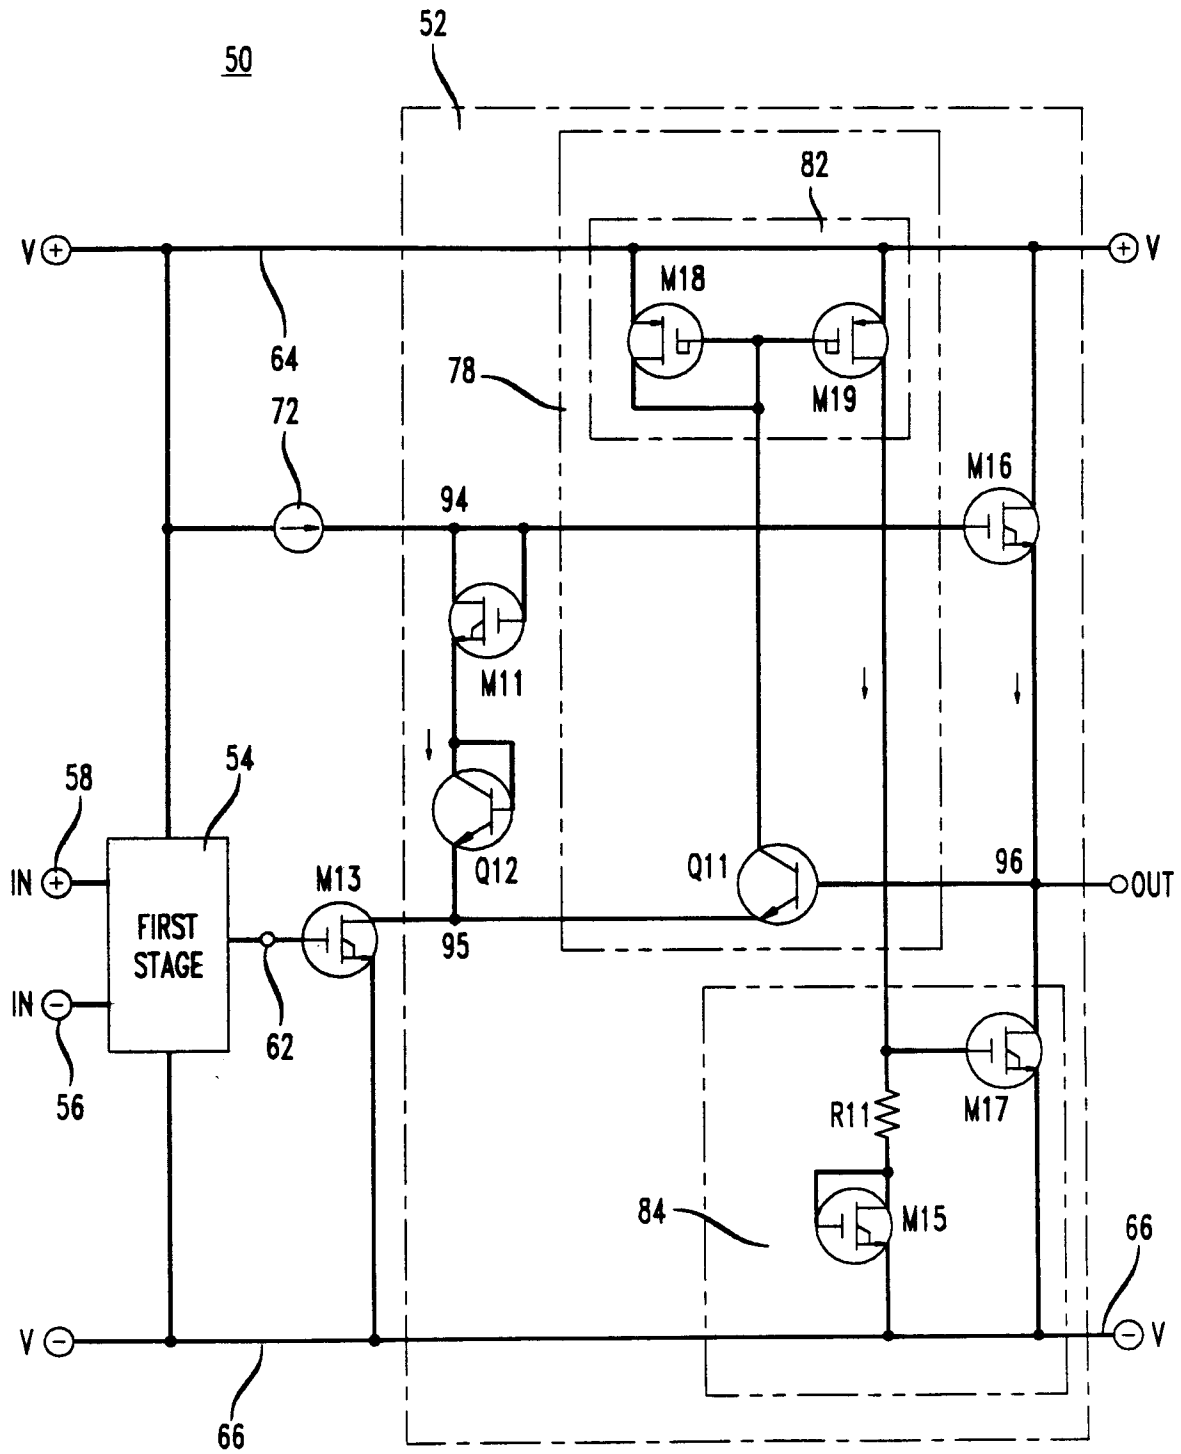 50
52
82
V + + V
M18
64
78
M19
72
94
M16
M11
58
54
Q12
Q11
96
IN +
M13
OUT
FIRST
STAGE
95
IN −
62
56
R11
M17
84
M15
66
V − − V
66